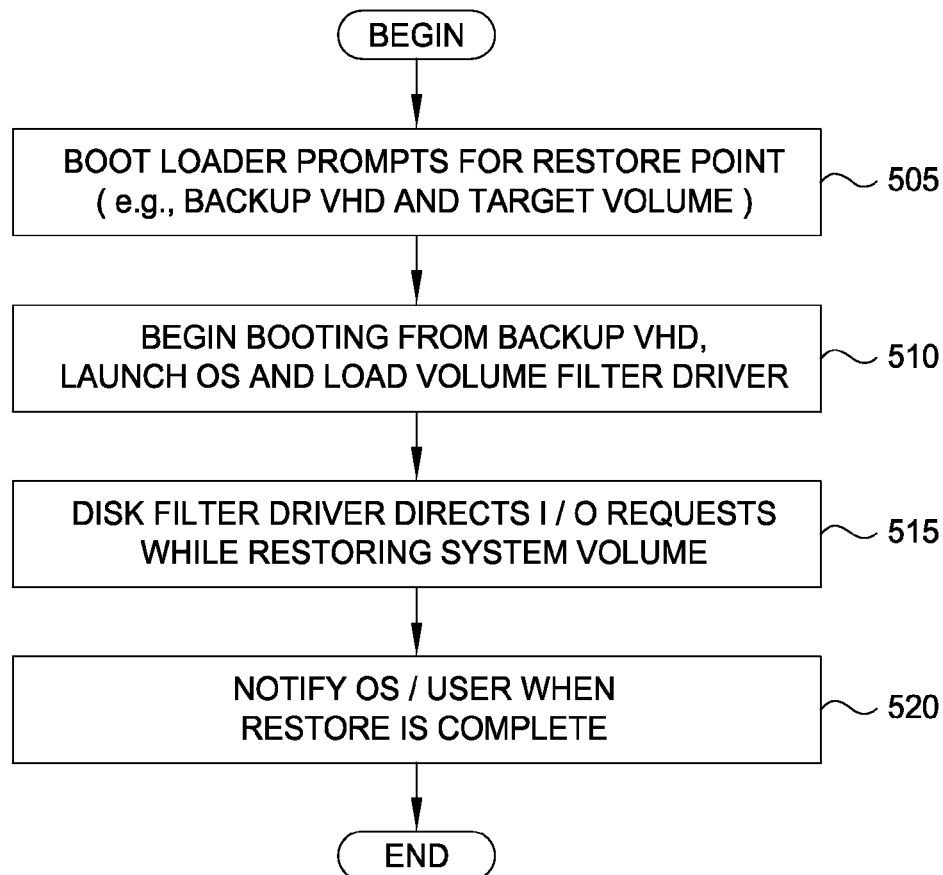 BEGIN
BOOT LOADER PROMPTS FOR RESTORE POINT
( e.g., BACKUP VHD AND TARGET VOLUME )
505
BEGIN BOOTING FROM BACKUP VHD,
LAUNCH OS AND LOAD VOLUME FILTER DRIVER
510
DISK FILTER DRIVER DIRECTS I / O REQUESTS
WHILE RESTORING SYSTEM VOLUME
515
NOTIFY OS / USER WHEN
RESTORE IS COMPLETE
520
END